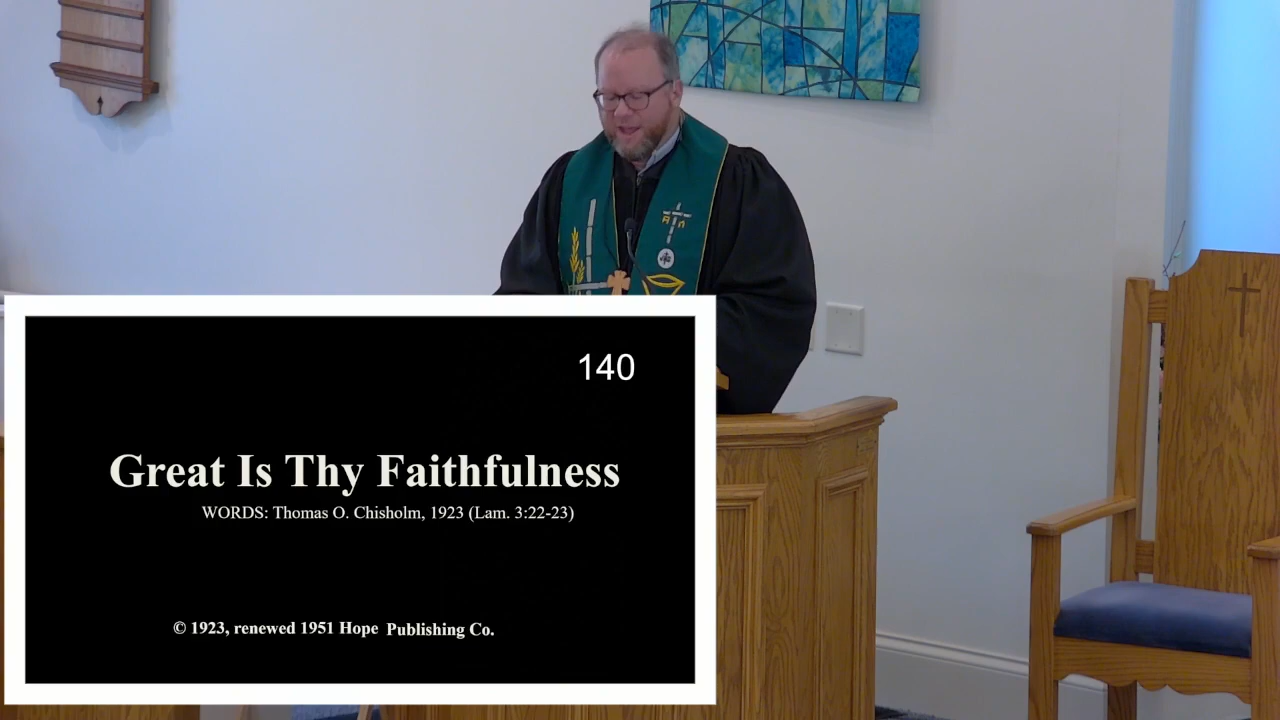 140
Great Is Thy Faithfulness
WORDS: Thomas O. Chisholm, 1923 (Lam. 3:22-23)
© 1923, renewed 1951 Hope Publishing Co.